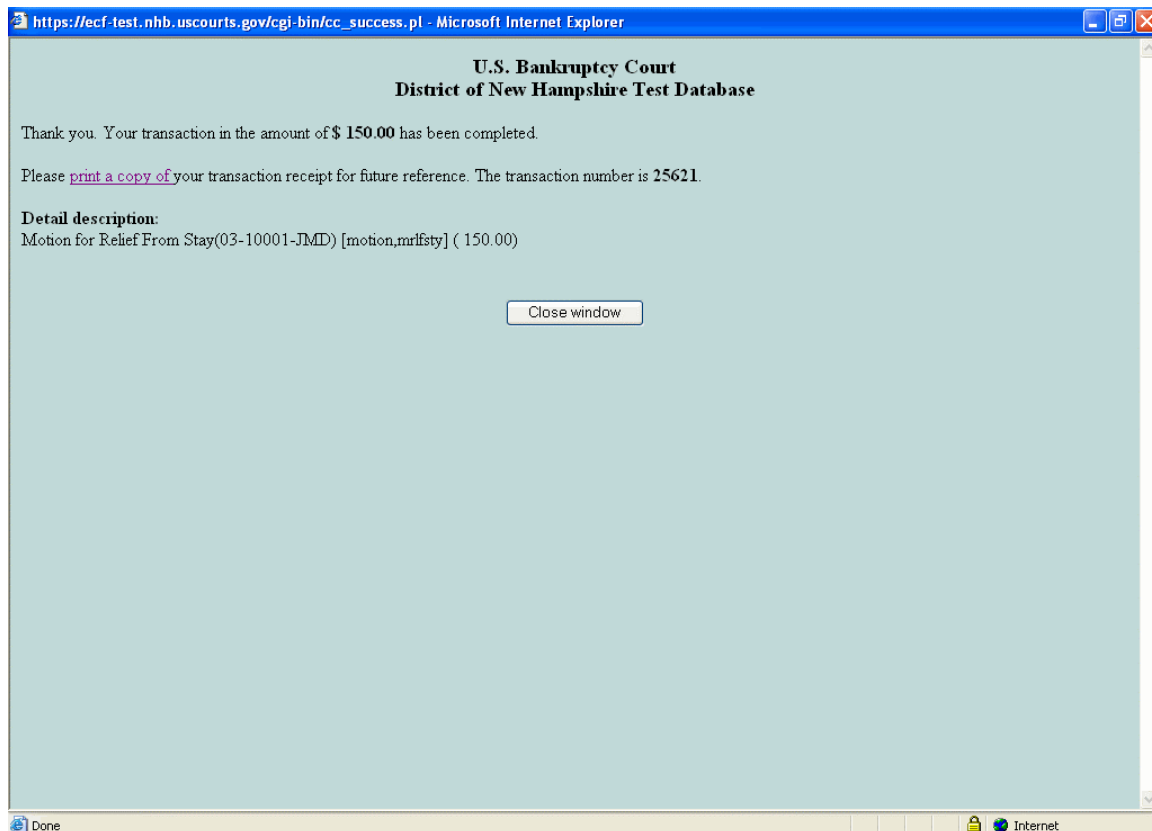 https://ecf-test.nhb.uscourts.gov/cgi-bin/cc_success.pl - Microsoft Internet Explorer
U.S. Bankruptcy Court
District of New Hampshire Test Database
Thank you. Your transaction in the amount of $ 150.00 has been completed.
Please print a copy of your transaction receipt for future reference. The transaction number is 25621.
Detail description:
Motion for Relief From Stay(03-10001-JMD) [motion,mrlfsty] ( 150.00)
Close window
Done
Internet